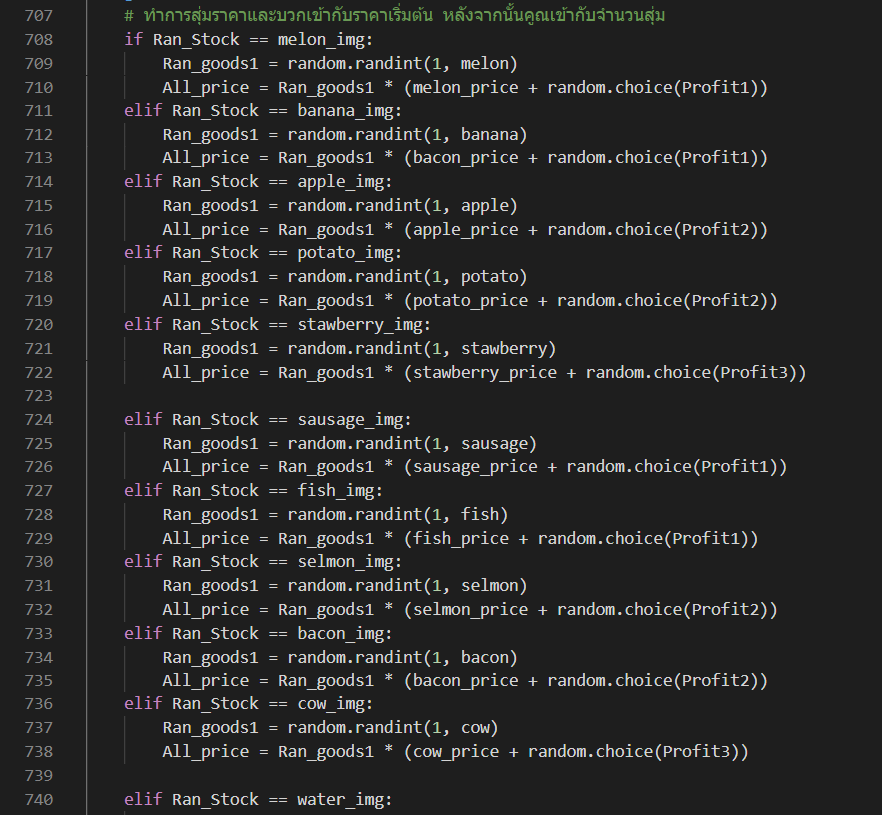 707 # ทำการสุ่มราคาและบวกเข้ากับราคาเริ่มต้น หลังจากนั้นคูณเข้ากับจำนวนสุ่ม
708 if Ran_Stock == melon_img:
709 Ran_goods1 = random.randint(1, melon)
710 All_price = Ran_goods1 * (melon_price + random.choice(Profit1))
711 elif Ran_Stock == banana_img:
712 Ran_goods1 = random.randint(1, banana)
713 All_price = Ran_goods1 * (bacon_price + random.choice(Profit1))
714 elif Ran_Stock == apple_img:
715 Ran_goods1 = random.randint(1, apple)
716 All_price = Ran_goods1 * (apple_price + random.choice(Profit2))
717 elif Ran_Stock == potato_img:
718 Ran_goods1 = random.randint(1, potato)
719 All_price = Ran_goods1 * (potato_price + random.choice(Profit2))
720 elif Ran_Stock == stawberry_img:
721 Ran_goods1 = random.randint(1, stawberry)
722 All_price = Ran_goods1 * (stawberry_price + random.choice(Profit3))
723
724 elif Ran_Stock == sausage_img:
725 Ran_goods1 = random.randint(1, sausage)
726 All_price = Ran_goods1 * (sausage_price + random.choice(Profit1))
727 elif Ran_Stock == fish_img:
728 Ran_goods1 = random.randint(1, fish)
729 All_price = Ran_goods1 * (fish_price + random.choice(Profit1))
730 elif Ran_Stock == selmon_img:
731 Ran_goods1 = random.randint(1, selmon)
732 All_price = Ran_goods1 * (selmon_price + random.choice(Profit2))
733 elif Ran_Stock == bacon_img:
734 Ran_goods1 = random.randint(1, bacon)
735 All_price = Ran_goods1 * (bacon_price + random.choice(Profit2))
736 elif Ran_Stock == cow_img:
737 Ran_goods1 = random.randint(1, cow)
738 All_price = Ran_goods1 * (cow_price + random.choice(Profit3))
739
740 elif Ran_Stock == water_img: